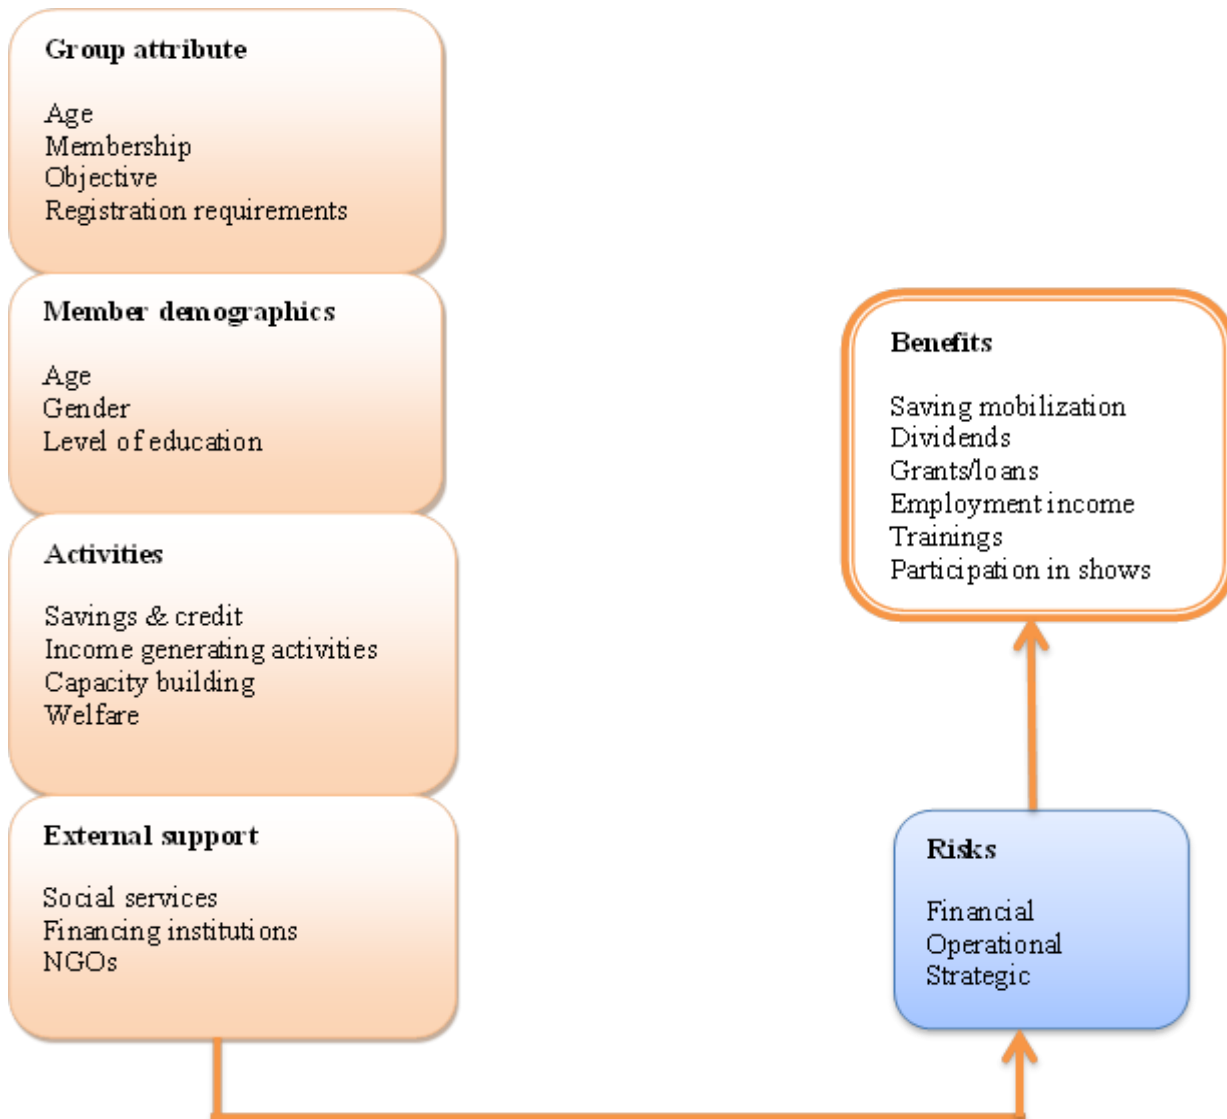 Group attribute
Age
Membership
Objective
Registration requirements
Member demographics
Age
Gender
Level of education
Activities
Savings & credit
Income generating activities
Capacity building
Welfare
External support
Social services
Financing institutions
NGOs
Benefits
Saving mobilization
Dividends
Grants/loans
Employment income
Trainings
Participation in shows
Risks
Financial
Operational
Strategic